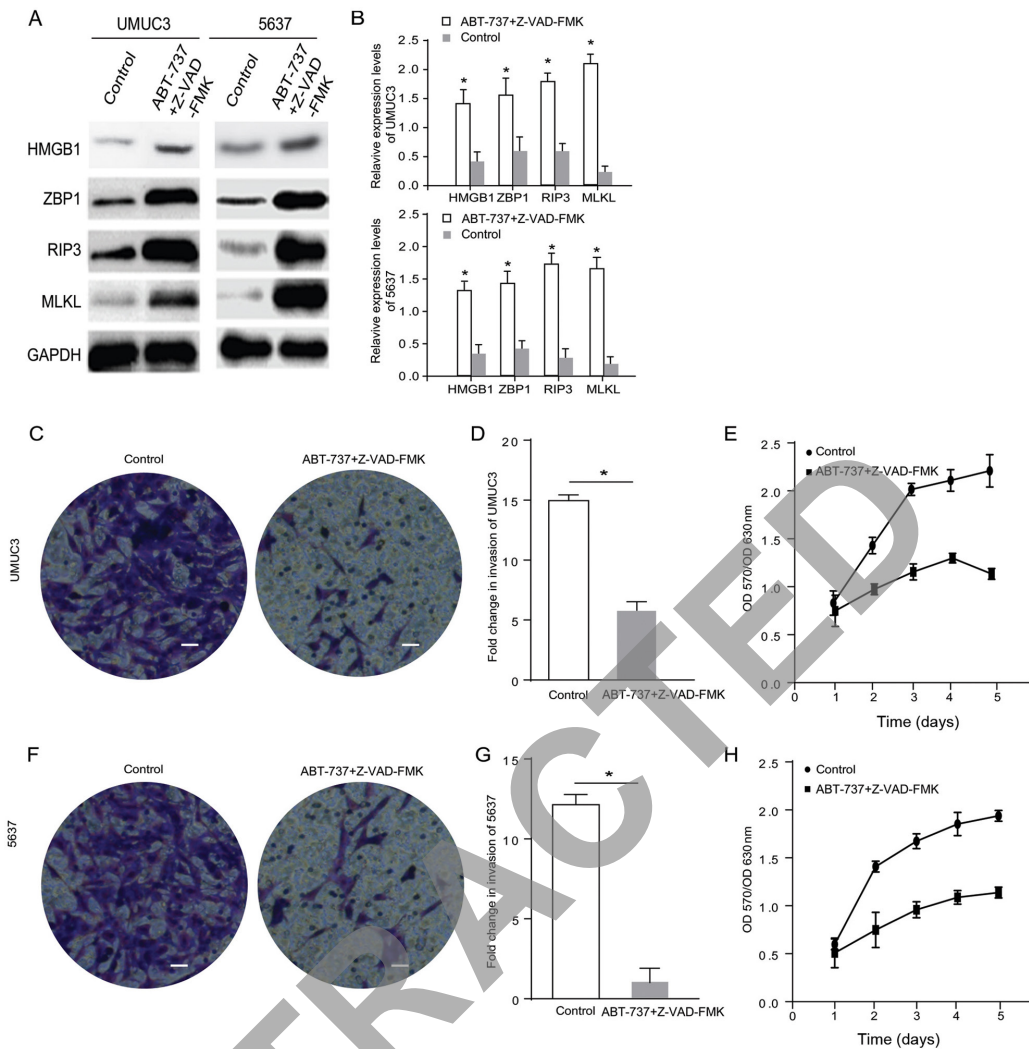 A
UMUC3
5637
Control
ABT-737
+Z-VAD
-FMK
Control
ABT-737
+Z-VAD
-FMK
HMGB1
ZBP1
RIP3
MLKL
GAPDH
B
ABT-737+Z-VAD-FMK
Control
Relavive expression levels
of UMUC3
2.5
2.0
1.5
1.0
0.5
0.0
* * * *
HMGB1 ZBP1 RIP3 MLKL
ABT-737+Z-VAD-FMK
Control
Relavive expression levels
of 5637
2.5
2.0
1.5
1.0
0.5
0.0
* * * *
HMGB1 ZBP1 RIP3 MLKL
C
Control
ABT-737+Z-VAD-FMK
UMUC3
D
Fold change in invasion of UMUC3
20
15
10
5
0
*
Control ABT-737+Z-VAD-FMK
E
Control
ABT-737+Z-VAD-FMK
OD 570/OD 630nm
2.5
2.0
1.5
1.0
0.5
0.0
0 1 2 3 4 5
Time (days)
F
Control
ABT-737+Z-VAD-FMK
5637
G
Fold change in invasion of 5637
15
10
5
0
*
Control ABT-737+Z-VAD-FMK
H
Control
ABT-737+Z-VAD-FMK
OD 570/OD 630nm
2.5
2.0
1.5
1.0
0.5
0.0
0 1 2 3 4 5
Time (days)
TRACTED